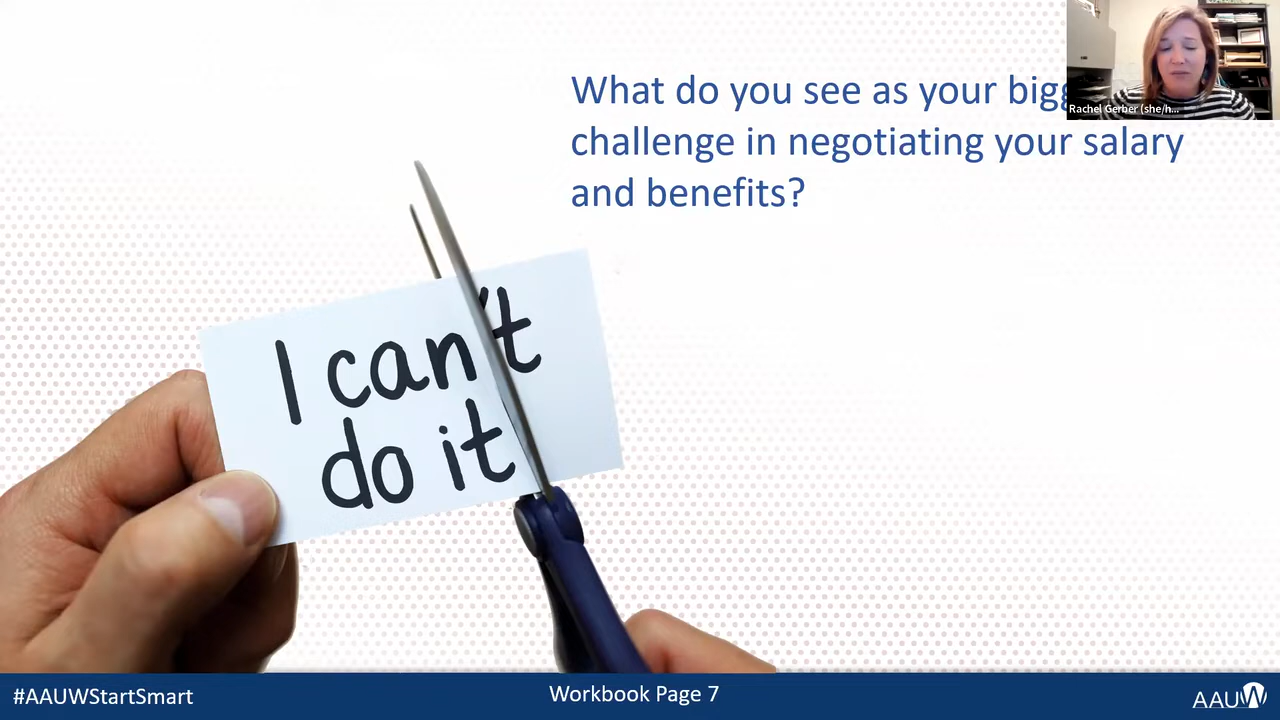 What do you see as your
challenge in negotiating your salary
and benefits?
Rachel Gerber (she/h...
I can't
do it
#AAUWStartSmart
Workbook Page 7
AAUW